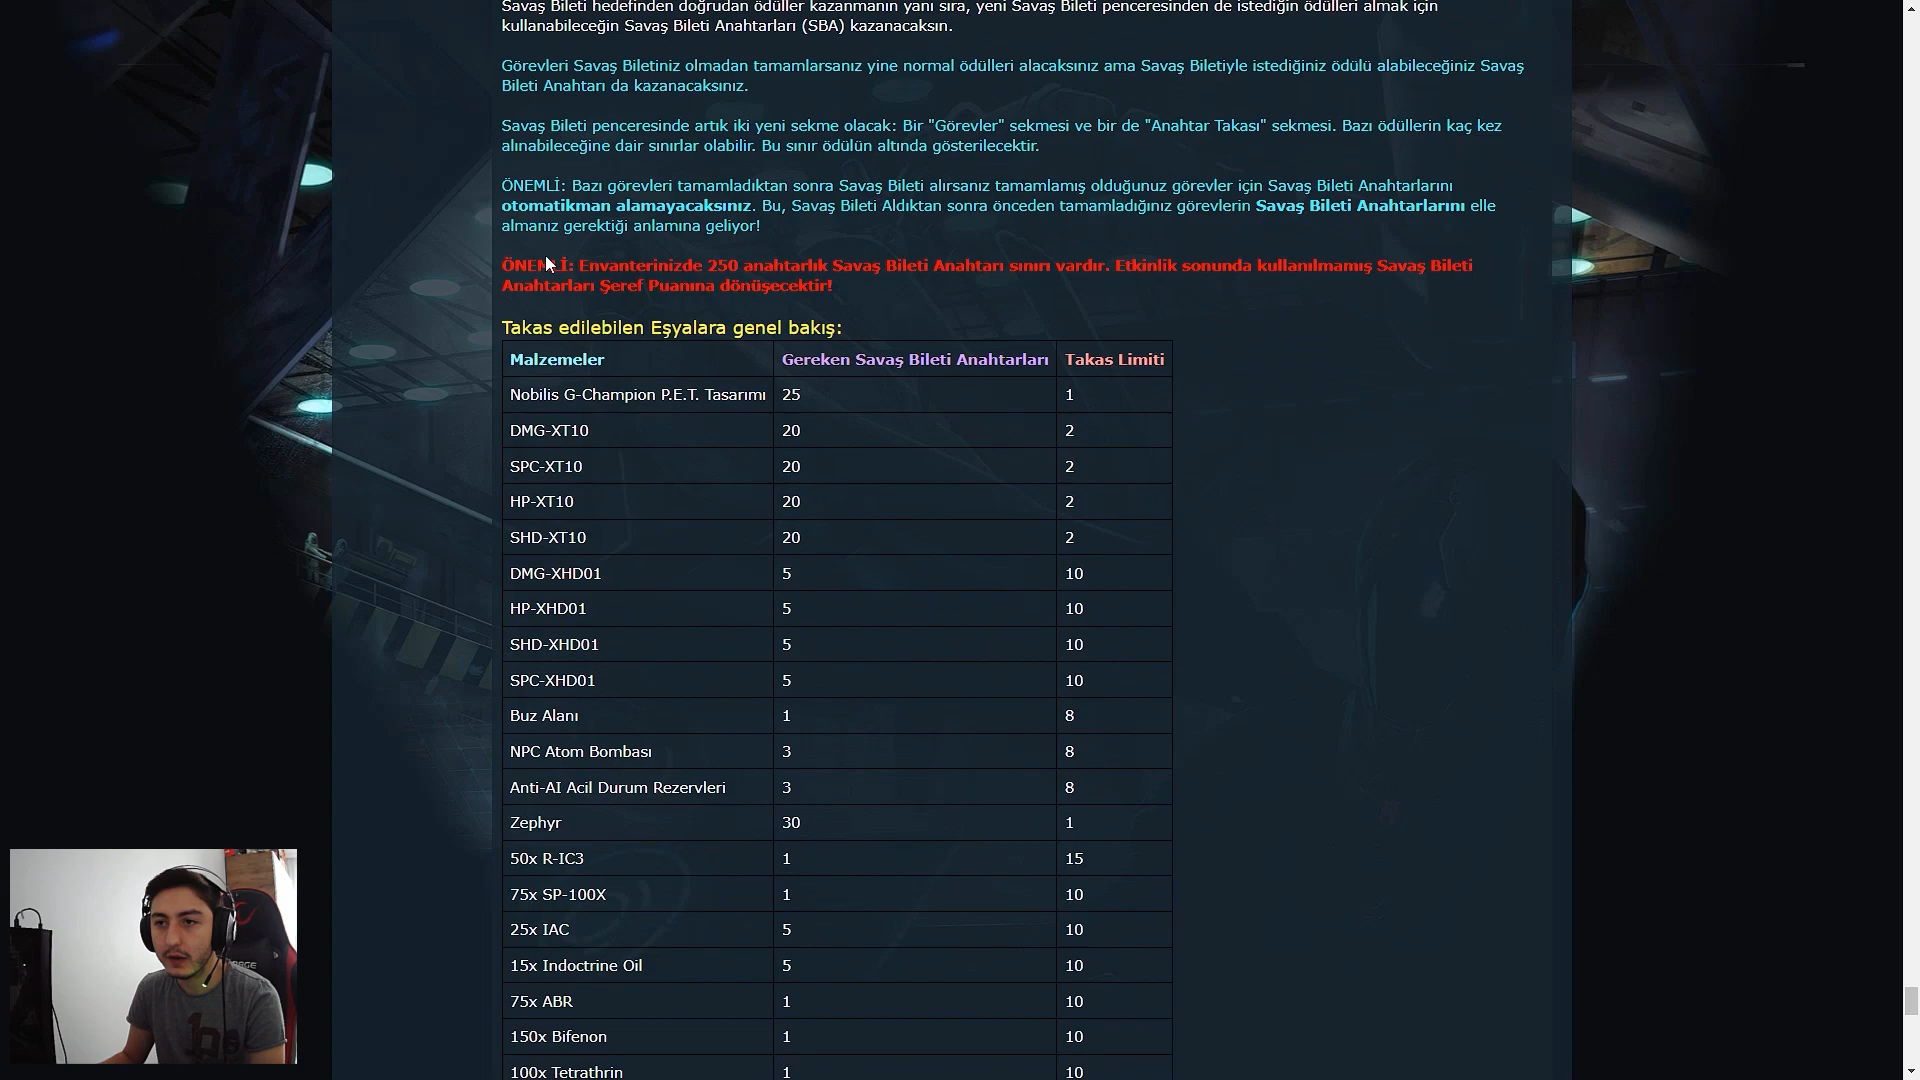 Savaş Bileti hedefinden doğrudan ödüller kazanmanın yanı sıra, yeni Savaş Bileti penceresinden de istediğin ödülleri almak için
kullanabileceğin Savaş Bileti Anahtarları (SBA) kazanacaksın.
Görevleri Savaş Biletiniz olmadan tamamlarsanız yine normal ödülleri alacaksınız ama Savaş Biletiyle istediğiniz ödülü alabileceğiniz Savaş
Bileti Anahtarı da kazanacaksınız.
Savaş Bileti penceresinde artık iki yeni sekme olacak: Bir "Görevler" sekmesi ve bir de "Anahtar Takası" sekmesi. Bazı ödüllerin kaç kez
alınabileceğine dair sınırlar olabilir. Bu sınır ödülün altında gösterilecektir.
ÖNEMLİ: Bazı görevleri tamamladıktan sonra Savaş Bileti alırsanız tamamlamış olduğunuz görevler için Savaş Bileti Anahtarlarını
otomatikman alamayacaksınız. Bu, Savaş Bileti Aldıktan sonra önceden tamamladığınız görevlerin Savaş Bileti Anahtarlarını elle
almanız gerektiği anlamına geliyor!
ÖNEMLİ: Envanterinizde 250 anahtarlık Savaş Bileti Anahtarı sınırı vardır. Etkinlik sonunda kullanılmamış Savaş Bileti
Anahtarları Şeref Puanına dönüşecektir!
Takas edilebilen Eşyalara genel bakış:
Malzemeler Gereken Savaş Bileti Anahtarları Takas Limiti
Nobilis G-Champion P.E.T. Tasarımı 25 1
DMG-XT10 20 2
SPC-XT10 20 2
HP-XT10 20 2
SHD-XT10 20 2
DMG-XHD01 5 10
HP-XHD01 5 10
SHD-XHD01 5 10
SPC-XHD01 5 10
Buz Alanı 1 8
NPC Atom Bombası 3 8
Anti-AI Acil Durum Rezervleri 3 8
Zephyr 30 1
50x R-IC3 1 15
75x SP-100X 1 10
25x IAC 5 10
15x Indoctrine Oil 5 10
75x ABR 1 10
150x Bifenon 1 10
100x Tetrathrin 1 10